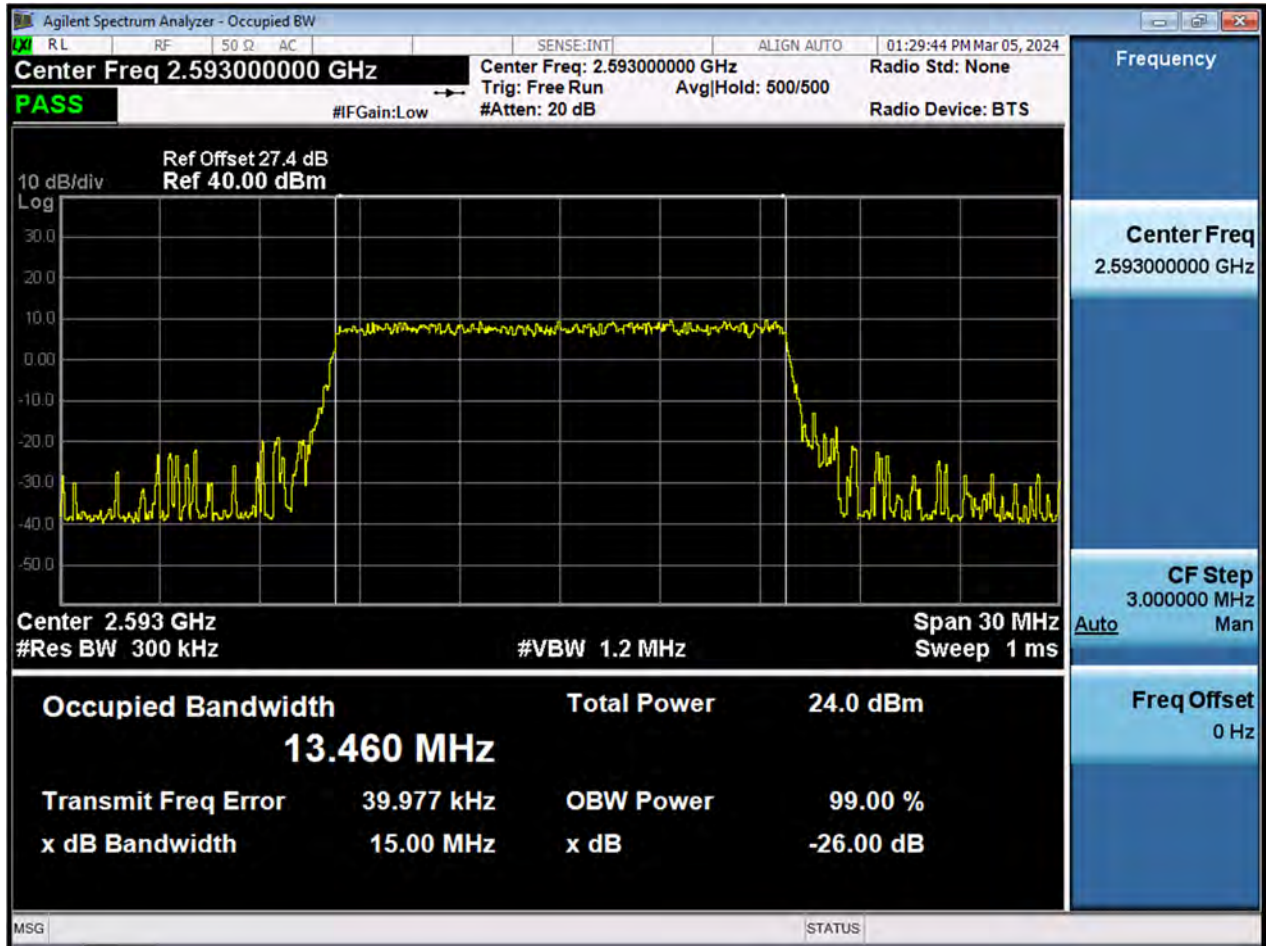 Agilent Spectrum Analyzer - Occupied BW
LXI RL RF 50 Ω AC SENSE:INT ALIGN AUTO 01:29:44 PM Mar 05, 2024
Center Freq 2.593000000 GHz Center Freq: 2.593000000 GHz Radio Std: None
Trig: Free Run Avg|Hold: 500/500
PASS #IFGain:Low #Atten: 20 dB Radio Device: BTS
Ref Offset 27.4 dB
10 dB/div Ref 40.00 dBm
Log
30.0
20.0
10.0
0.00
-10.0
-20.0
-30.0
-40.0
-50.0
Center 2.593 GHz Span 30 MHz
#Res BW 300 kHz #VBW 1.2 MHz Sweep 1 ms
Occupied Bandwidth Total Power 24.0 dBm
13.460 MHz
Transmit Freq Error 39.977 kHz OBW Power 99.00 %
x dB Bandwidth 15.00 MHz x dB -26.00 dB
MSG STATUS
Frequency
Center Freq
2.593000000 GHz
CF Step
3.000000 MHz
Auto Man
Freq Offset
0 Hz